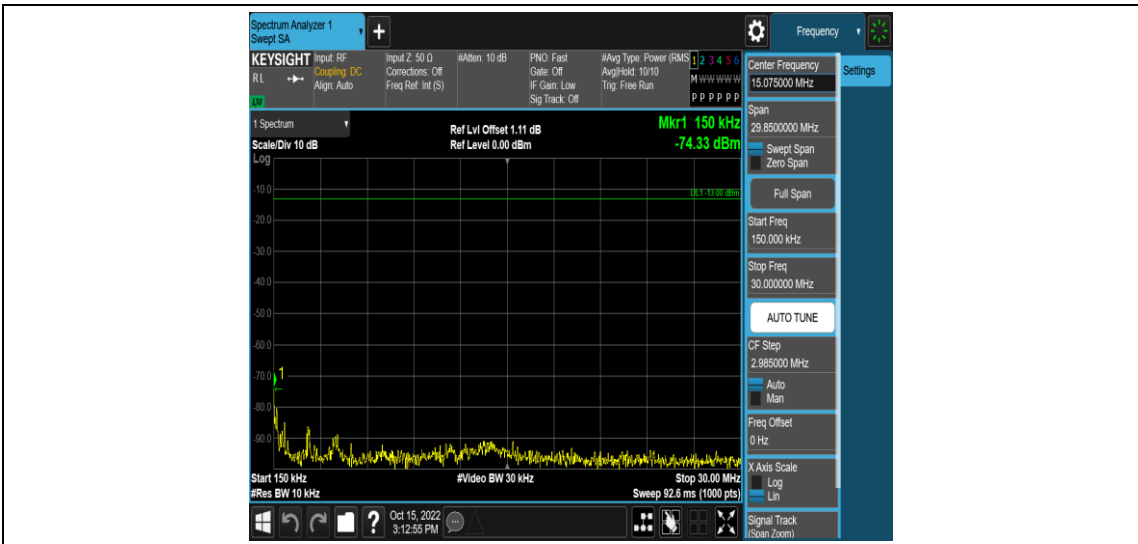 Spectrum Analyzer 1
Swept SA
+
Frequency
KEYSIGHT
Input: RF
Input Z: 50 Ω
#Atten: 10 dB
PNO: Fast
#Avg Type: Power (RMS
1 2 3 4 5 6
RL
Coupling: DC
Corrections: Off
Gate: Off
Avg|Hold: 10/10
M W W W W W
Align: Auto
Freq Ref: Int (S)
IF Gain: Low
Trig: Free Run
Sig Track: Off
P P P P P P
1 Spectrum
Ref Lvl Offset 1.11 dB
Mkr1 150 kHz
Scale/Div 10 dB
Ref Level 0.00 dBm
-74.33 dBm
Log
-10.0
DL1 -13.00 dBm
-20.0
-30.0
-40.0
-50.0
-60.0
-70.0
1
-80.0
-90.0
Start 150 kHz
#Video BW 30 kHz
Stop 30.00 MHz
#Res BW 10 kHz
Sweep 92.6 ms (1000 pts)
?
Oct 15, 2022
3:12:55 PM
Center Frequency
15.075000 MHz
Settings
Span
29.8500000 MHz
Swept Span
Zero Span
Full Span
Start Freq
150.000 kHz
Stop Freq
30.000000 MHz
AUTO TUNE
CF Step
2.985000 MHz
Auto
Man
Freq Offset
0 Hz
X Axis Scale
Log
Lin
Signal Track
(Span Zoom)